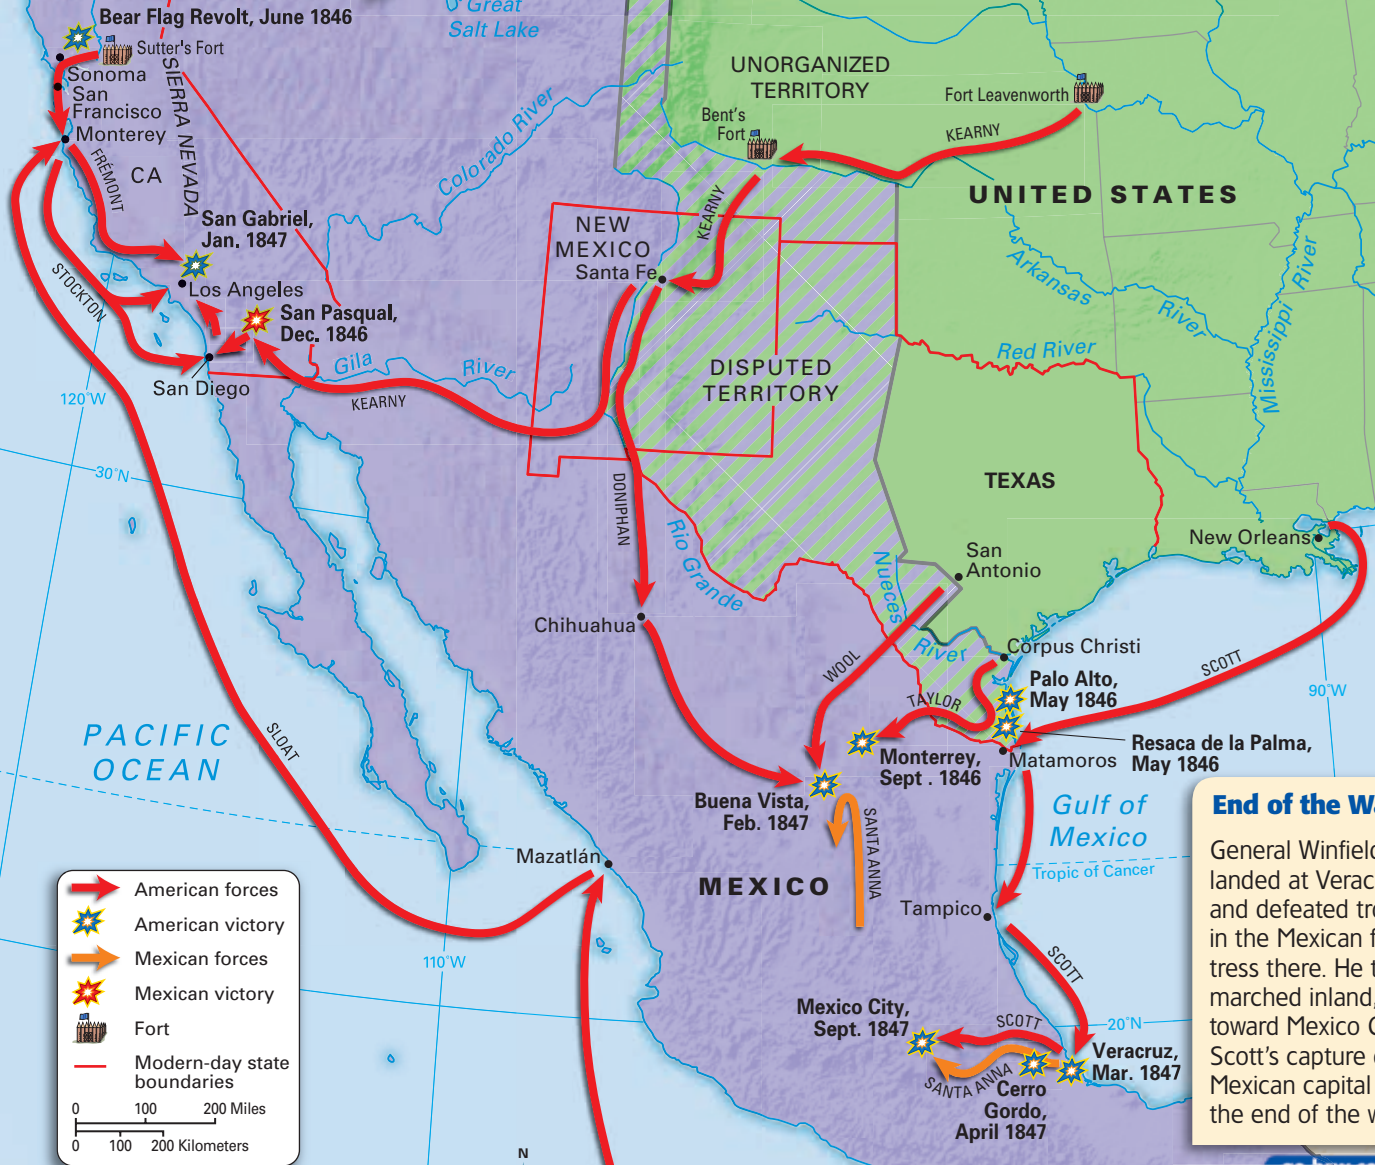 Great
Salt Lake
Bear Flag Revolt, June 1846
Sutter's Fort
Sonoma
San
Francisco
Monterey
SIERRA NEVADA
FRÉMONT
CA
Colorado River
UNORGANIZED
TERRITORY
Fort Leavenworth
Bent's
Fort
KEARNY
UNITED STATES
KEARNY
NEW
MEXICO
Santa Fe
San Gabriel,
Jan. 1847
Los Angeles
STOCKTON
San Pasqual,
Dec. 1846
San Diego
Gila
River
KEARNY
Arkansas
River
Mississippi River
Red River
DISPUTED
TERRITORY
120°W
30°N
TEXAS
DONIPHAN
Rio Grande
Nueces
River
San
Antonio
New Orleans
Chihuahua
WOOL
Corpus Christi
TAYLOR
Palo Alto,
May 1846
SCOTT
90°W
Resaca de la Palma,
May 1846
Matamoros
Monterrey,
Sept . 1846
PACIFIC
OCEAN
SLOAT
Buena Vista,
Feb. 1847
SANTA ANNA
Gulf of
Mexico
Tropic of Cancer
Mazatlán
MEXICO
Tampico
SCOTT
110°W
Mexico City,
Sept. 1847
SCOTT
20°N
Veracruz,
Mar. 1847
SANTA ANNA
Cerro
Gordo,
April 1847
American forces
American victory
Mexican forces
Mexican victory
Fort
Modern-day state
boundaries
0 100 200 Miles
0 100 200 Kilometers
N
End of the W
General Winfield
landed at Verac
and defeated tro
in the Mexican f
tress there. He t
marched inland,
toward Mexico C
Scott's capture
Mexican capital
the end of the w